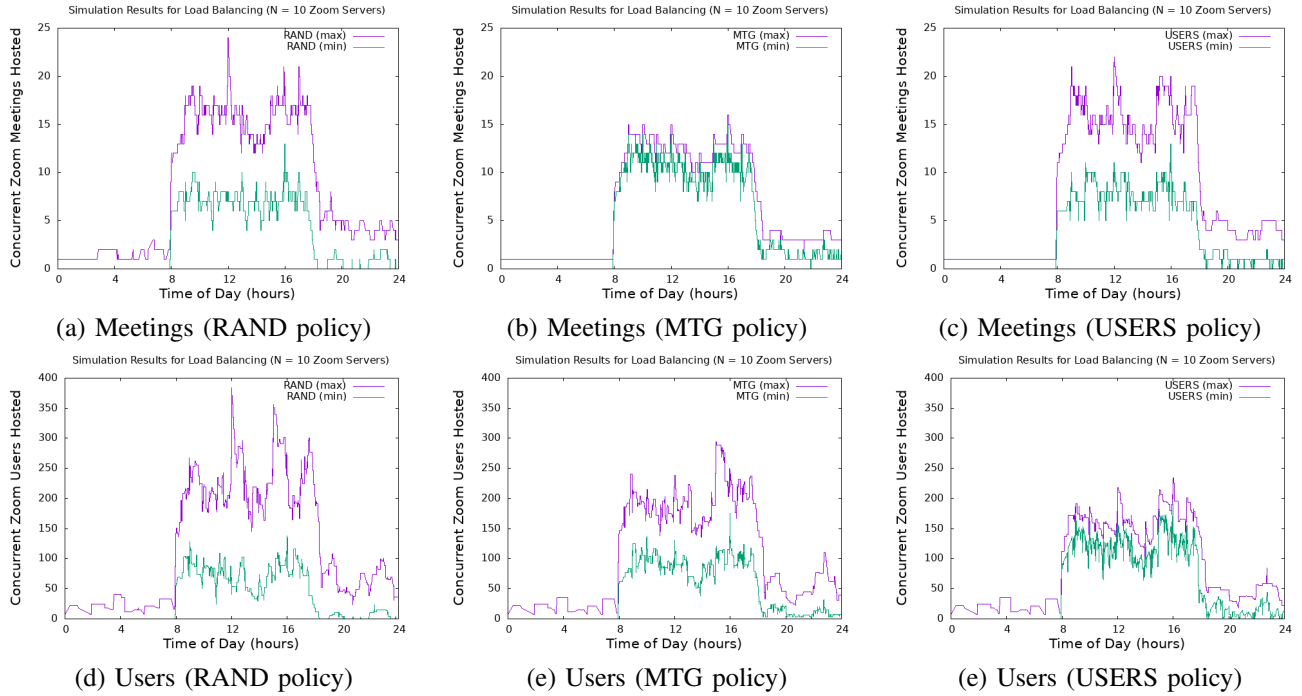 Simulation Results for Load Balancing (N = 10 Zoom Servers)
Concurrent Zoom Meetings Hosted
25
20
15
10
5
0
RAND (max)
RAND (min)
0 4 8 12 16 20 24
Time of Day (hours)
(a) Meetings (RAND policy)
Simulation Results for Load Balancing (N = 10 Zoom Servers)
Concurrent Zoom Meetings Hosted
25
20
15
10
5
0
MTG (max)
MTG (min)
0 4 8 12 16 20 24
Time of Day (hours)
(b) Meetings (MTG policy)
Simulation Results for Load Balancing (N = 10 Zoom Servers)
Concurrent Zoom Meetings Hosted
25
20
15
10
5
0
USERS (max)
USERS (min)
0 4 8 12 16 20 24
Time of Day (hours)
(c) Meetings (USERS policy)
Simulation Results for Load Balancing (N = 10 Zoom Servers)
Concurrent Zoom Users Hosted
400
350
300
250
200
150
100
50
0
RAND (max)
RAND (min)
0 4 8 12 16 20 24
Time of Day (hours)
(d) Users (RAND policy)
Simulation Results for Load Balancing (N = 10 Zoom Servers)
Concurrent Zoom Users Hosted
400
350
300
250
200
150
100
50
0
MTG (max)
MTG (min)
0 4 8 12 16 20 24
Time of Day (hours)
(e) Users (MTG policy)
Simulation Results for Load Balancing (N = 10 Zoom Servers)
Concurrent Zoom Users Hosted
400
350
300
250
200
150
100
50
0
USERS (max)
USERS (min)
0 4 8 12 16 20 24
Time of Day (hours)
(e) Users (USERS policy)